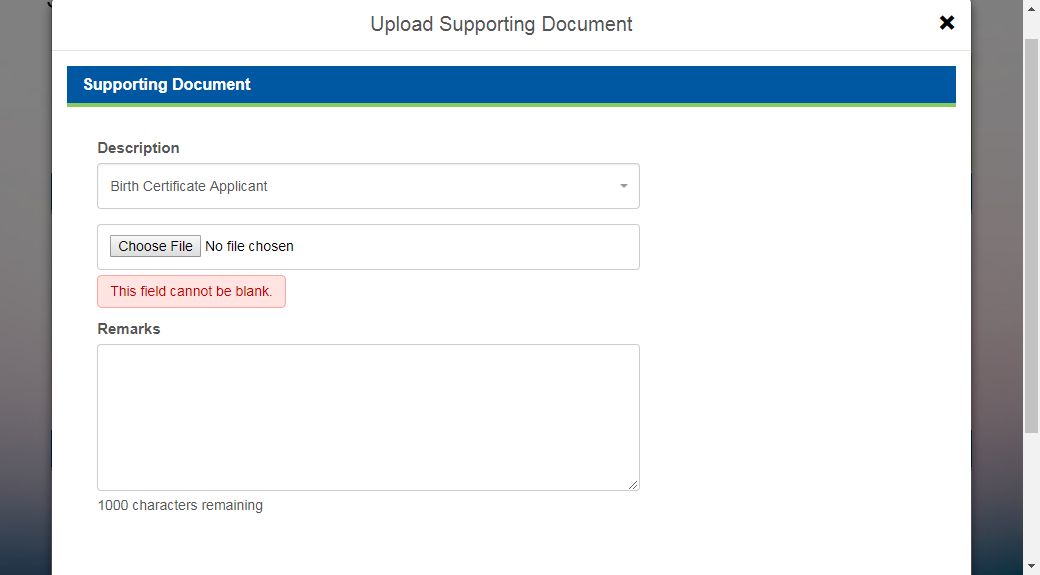 Upload Supporting Document
Supporting Document
Description
Birth Certificate Applicant
Choose File No file chosen
This field cannot be blank.
Remarks
1000 characters remaining